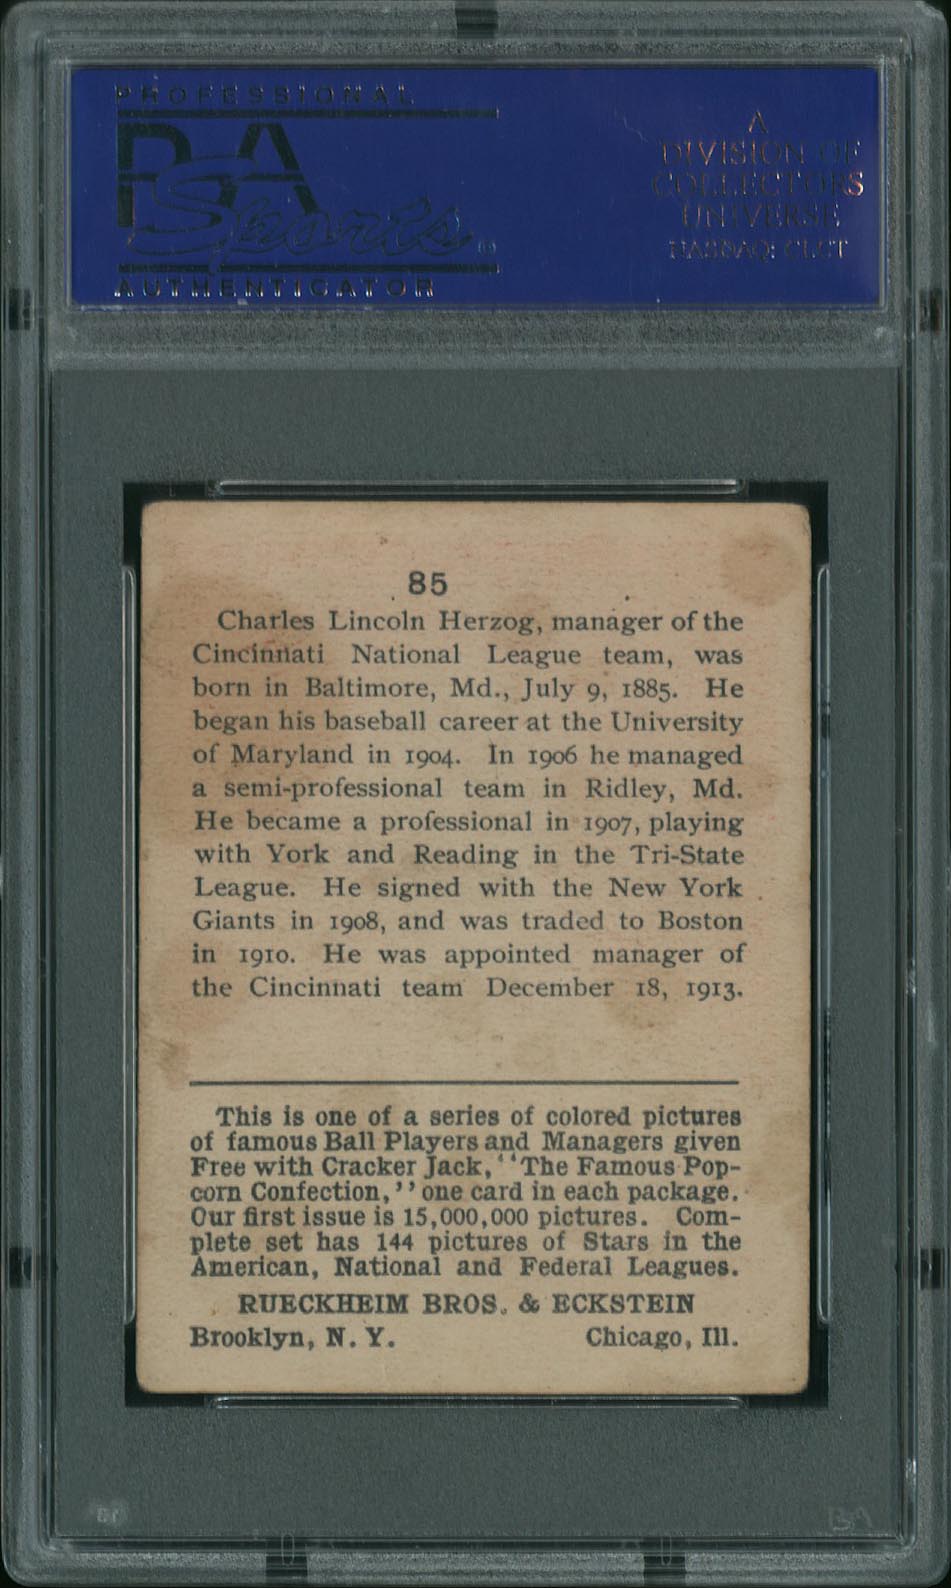 PROFESSIONAL
PSA
Sports
AUTHENTICATOR
A
DIVISION OF
COLLECTORS
UNIVERSE
NASDAQ: CLCT
85
Charles Lincoln Herzog, manager of the
Cincinnati National League team, was
born in Baltimore, Md., July 9, 1885. He
began his baseball career at the University
of Maryland in 1904. In 1906 he managed
a semi-professional team in Ridley, Md.
He became a professional in 1907, playing
with York and Reading in the Tri-State
League. He signed with the New York
Giants in 1908, and was traded to Boston
in 1910. He was appointed manager of
the Cincinnati team December 18, 1913.
This is one of a series of colored pictures
of famous Ball Players and Managers given
Free with Cracker Jack, "The Famous Pop-
corn Confection," one card in each package.
Our first issue is 15,000,000 pictures. Com-
plete set has 144 pictures of Stars in the
American, National and Federal Leagues.
RUECKHEIM BROS. & ECKSTEIN
Brooklyn, N. Y. Chicago, Ill.